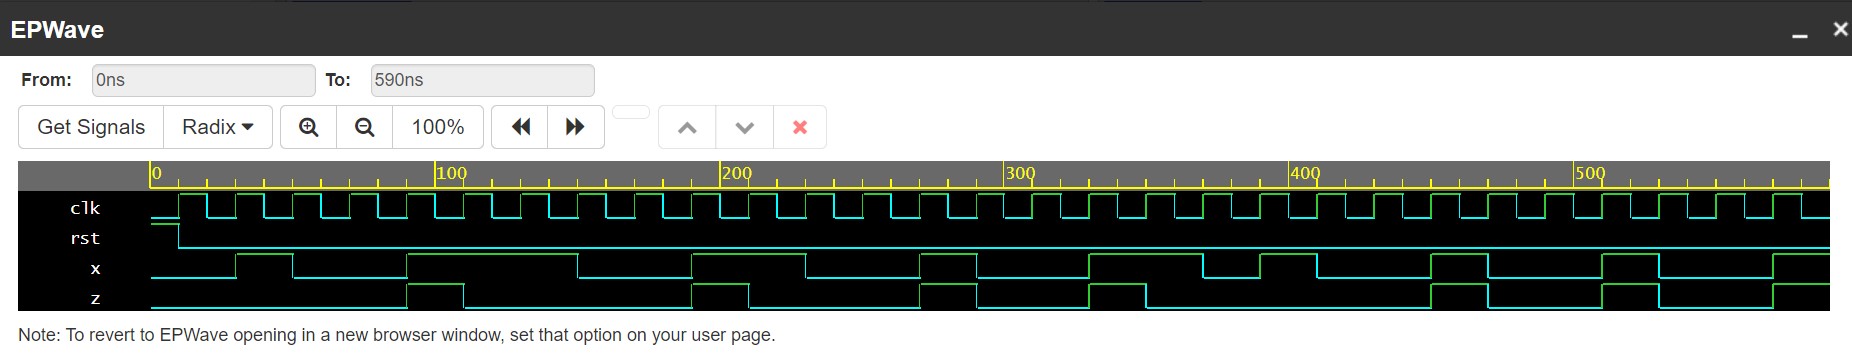 EPWave
From: 0ns To: 590ns
Get Signals Radix 100%
0 100 200 300 400 500
clk
rst
x
z
Note: To revert to EPWave opening in a new browser window, set that option on your user page.